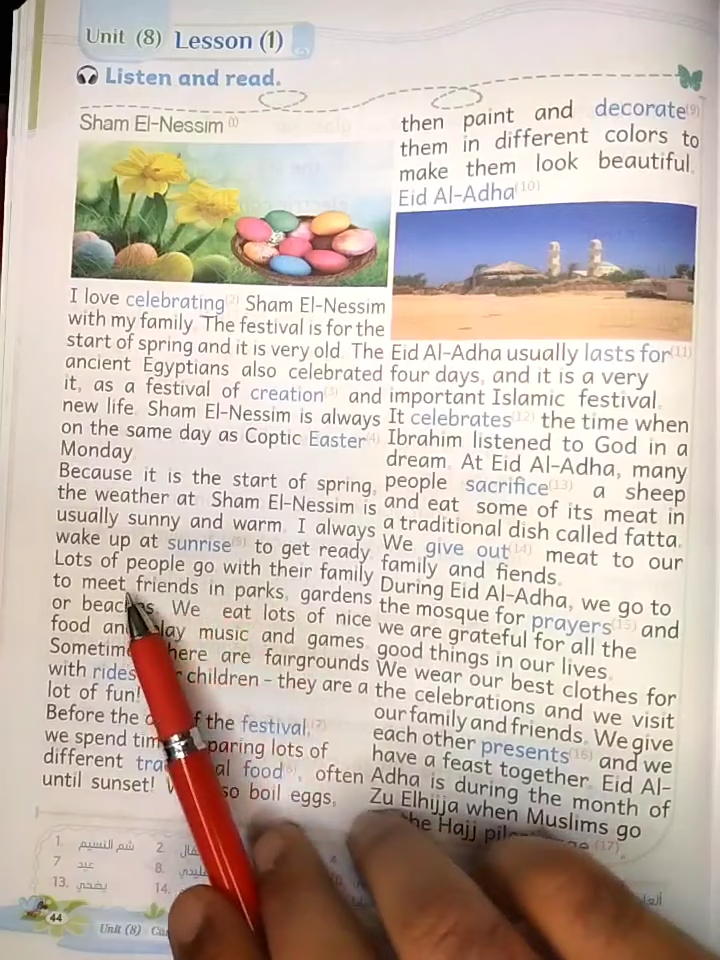 Unit (8) Lesson (1)
Listen and read.
Sham El-Nessim (1)
I love celebrating(2) Sham El-Nessim
with my family. The festival is for the
start of spring and it is very old. The
ancient Egyptians also celebrated
it, as a festival of creation(3) and
new life. Sham El-Nessim is always
on the same day as Coptic Easter(4)
Monday.
Because it is the start of spring,
the weather at Sham El-Nessim is
usually sunny and warm. I always
wake up at sunrise(5) to get ready.
Lots of people go with their family
to meet friends in parks, gardens
or beaches. We eat lots of nice
food and play music and games.
there are fairgrounds
with rides children - they are a
lot of fun!
Before the of the festival,(7)
we spend lots of
different food(8), often
until sunset! boil eggs,
then paint and decorate(9)
them in different colors to
make them look beautiful.
Eid Al-Adha(10)
Eid Al-Adha usually lasts for(11)
four days, and it is a very
important Islamic festival.
It celebrates(12) the time when
Ibrahim listened to God in a
dream. At Eid Al-Adha, many
people sacrifice(13) a sheep
and eat some of its meat in
a traditional dish called fatta.
We give out(14) meat to our
family and fiends.
During Eid Al-Adha, we go to
the mosque for prayers(15) and
we are grateful for all the
good things in our lives.
We wear our best clothes for
the celebrations and we visit
our family and friends. We give
each other presents(16) and we
have a feast together. Eid Al-
Adha is during the month of
Zu Elhijja when Muslims go
the Hajj (17).
1. شم النسيم 2.
7 عيد 8.
13. يضحي 14.
44
Unit (8)